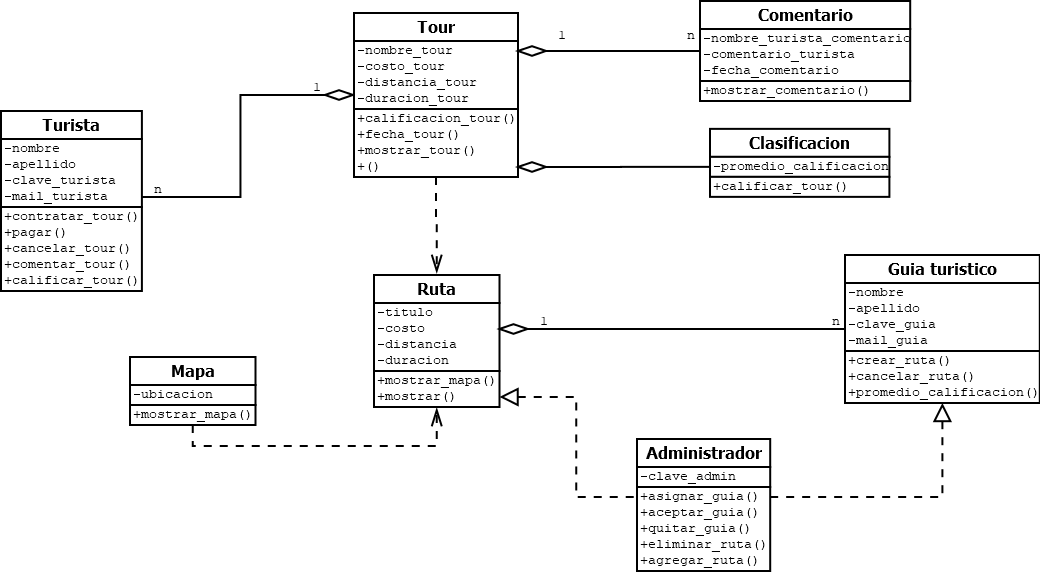 Tour
-nombre_tour
-costo_tour
-distancia_tour
-duracion_tour
+calificacion_tour()
+fecha_tour()
+mostrar_tour()
+()
1
n
Comentario
-nombre_turista_comentario
-comentario_turista
-fecha_comentario
+mostrar_comentario()
1
n
Turista
-nombre
-apellido
-clave_turista
-mail_turista
+contratar_tour()
+pagar()
+cancelar_tour()
+comentar_tour()
+calificar_tour()
Clasificacion
-promedio_calificacion
+calificar_tour()
Ruta
-titulo
-costo
-distancia
-duracion
+mostrar_mapa()
+mostrar()
1
n
Guia turistico
-nombre
-apellido
-clave_guia
-mail_guia
+crear_ruta()
+cancelar_ruta()
+promedio_calificacion()
Mapa
-ubicacion
+mostrar_mapa()
Administrador
-clave_admin
+asignar_guia()
+aceptar_guia()
+quitar_guia()
+eliminar_ruta()
+agregar_ruta()